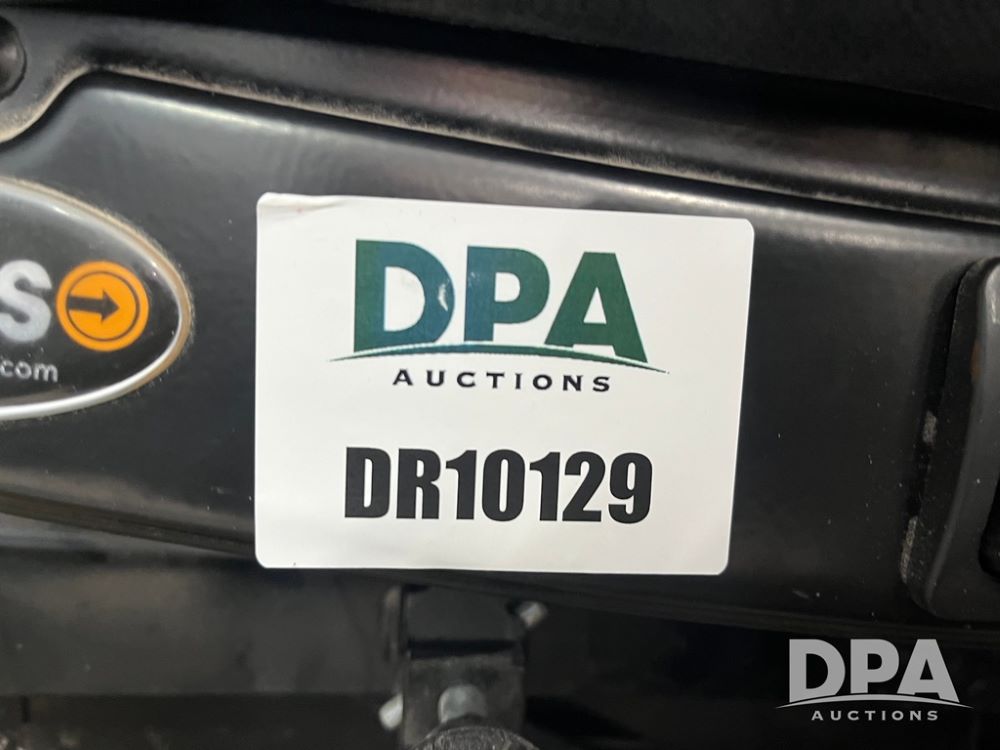 S
.com
DPA
AUCTIONS
DR10129
DPA
AUCTIONS